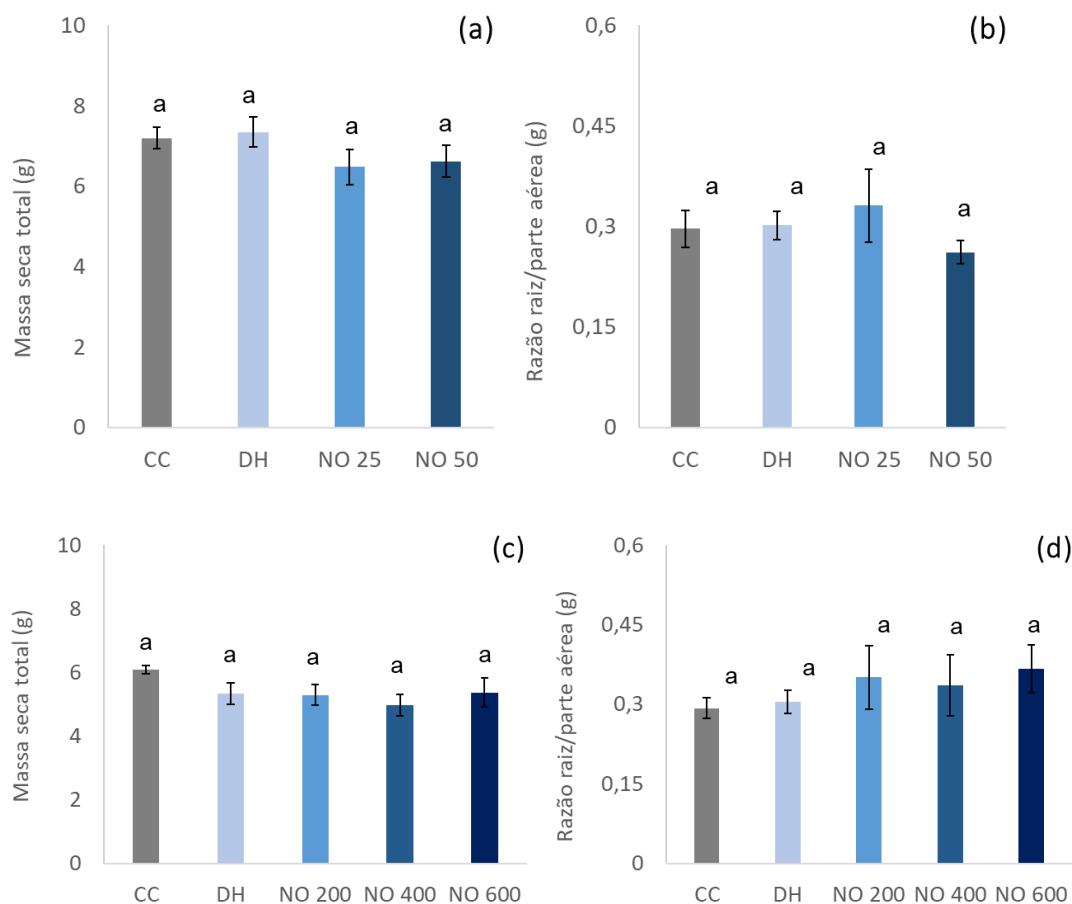 (a)
Massa seca total (g)
10
8
6
4
2
0
a
a
a
a
CC DH NO 25 NO 50
(b)
Razão raiz/parte aérea (g)
0,6
0,45
0,3
0,15
0
a
a
a
a
CC DH NO 25 NO 50
(c)
Massa seca total (g)
10
8
6
4
2
0
a
a
a
a
a
CC DH NO 200 NO 400 NO 600
(d)
Razão raiz/parte aérea (g)
0,6
0,45
0,3
0,15
0
a
a
a
a
a
CC DH NO 200 NO 400 NO 600